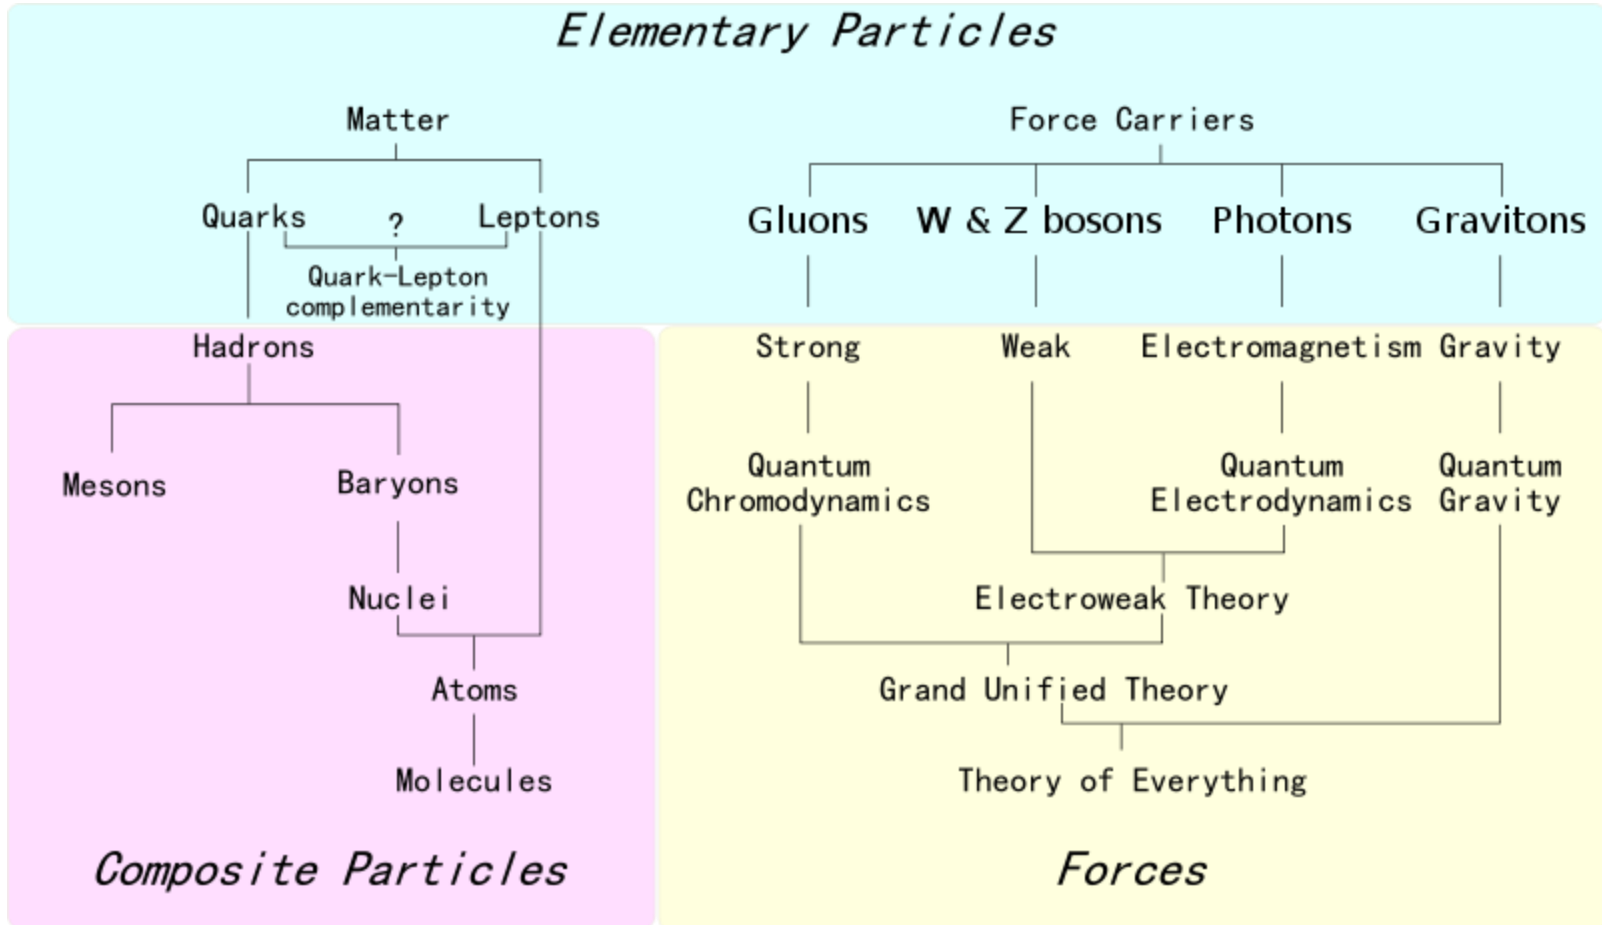 Elementary Particles
Matter
Force Carriers
Quarks
?
Leptons
Gluons
W & Z bosons
Photons
Gravitons
Quark-Lepton
complementarity
Hadrons
Strong
Weak
Electromagnetism
Gravity
Mesons
Baryons
Quantum
Chromodynamics
Quantum
Electrodynamics
Quantum
Gravity
Nuclei
Electroweak Theory
Atoms
Grand Unified Theory
Molecules
Theory of Everything
Composite Particles
Forces